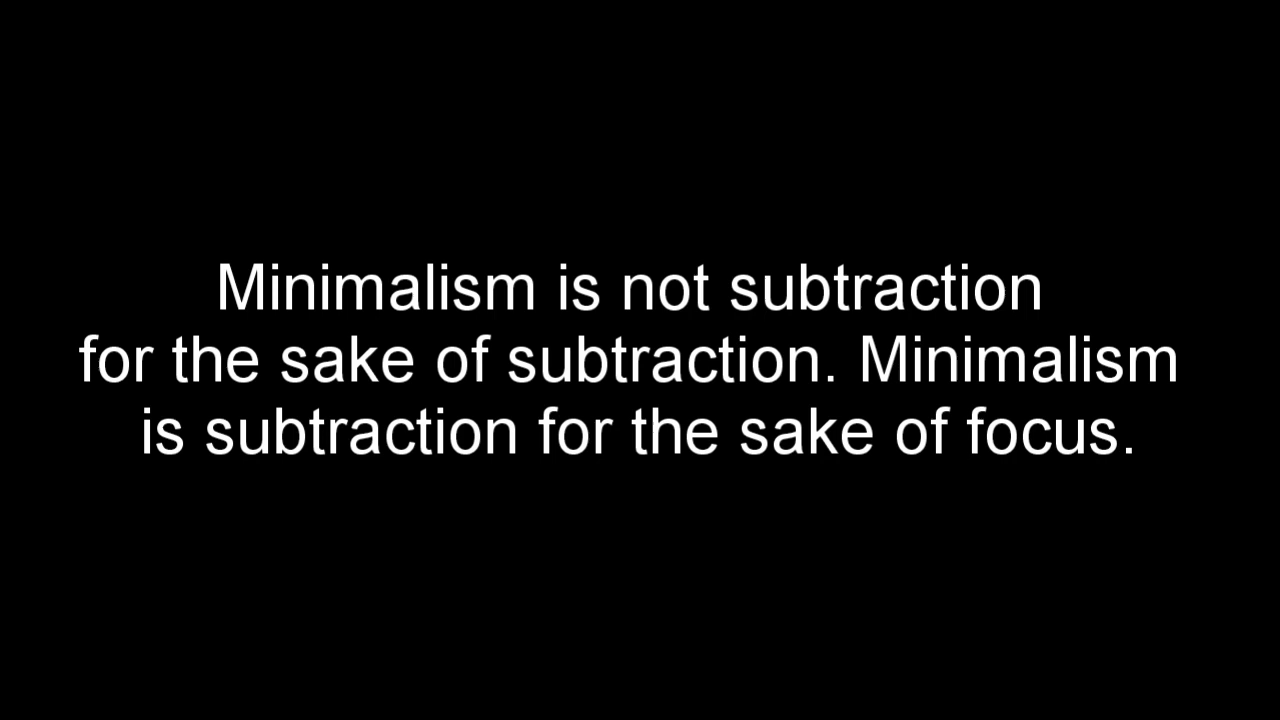 Minimalism is not subtraction
for the sake of subtraction. Minimalism
is subtraction for the sake of focus.